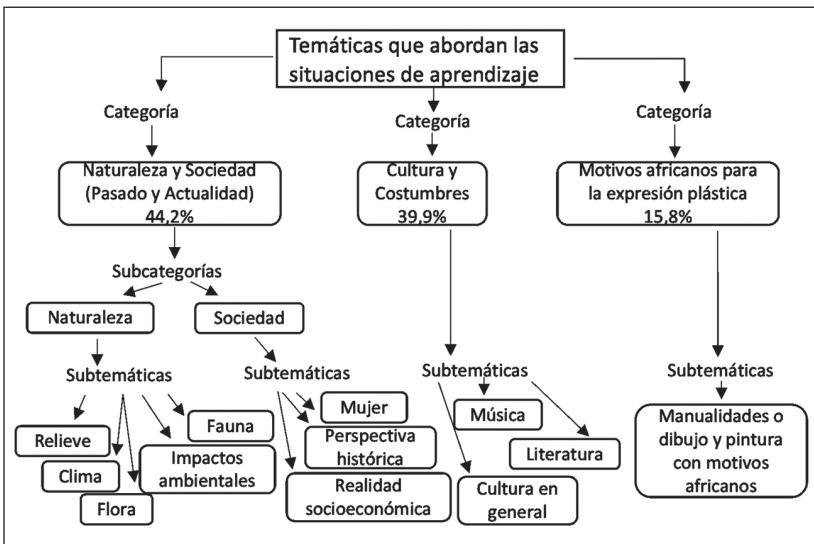 Temáticas que abordan las
situaciones de aprendizaje
Categoría
Categoría
Categoría
Naturaleza y Sociedad
(Pasado y Actualidad)
44,2%
Cultura y
Costumbres
39,9%
Motivos africanos para
la expresión plástica
15,8%
Subcategorías
Naturaleza
Sociedad
Subtemáticas
Subtemáticas
Subtemáticas
Subtemáticas
Relieve
Clima
Flora
Impactos
ambientales
Fauna
Mujer
Perspectiva
histórica
Realidad
socioeconómica
Música
Literatura
Cultura en
general
Manualidades o
dibujo y pintura
con motivos
africanos